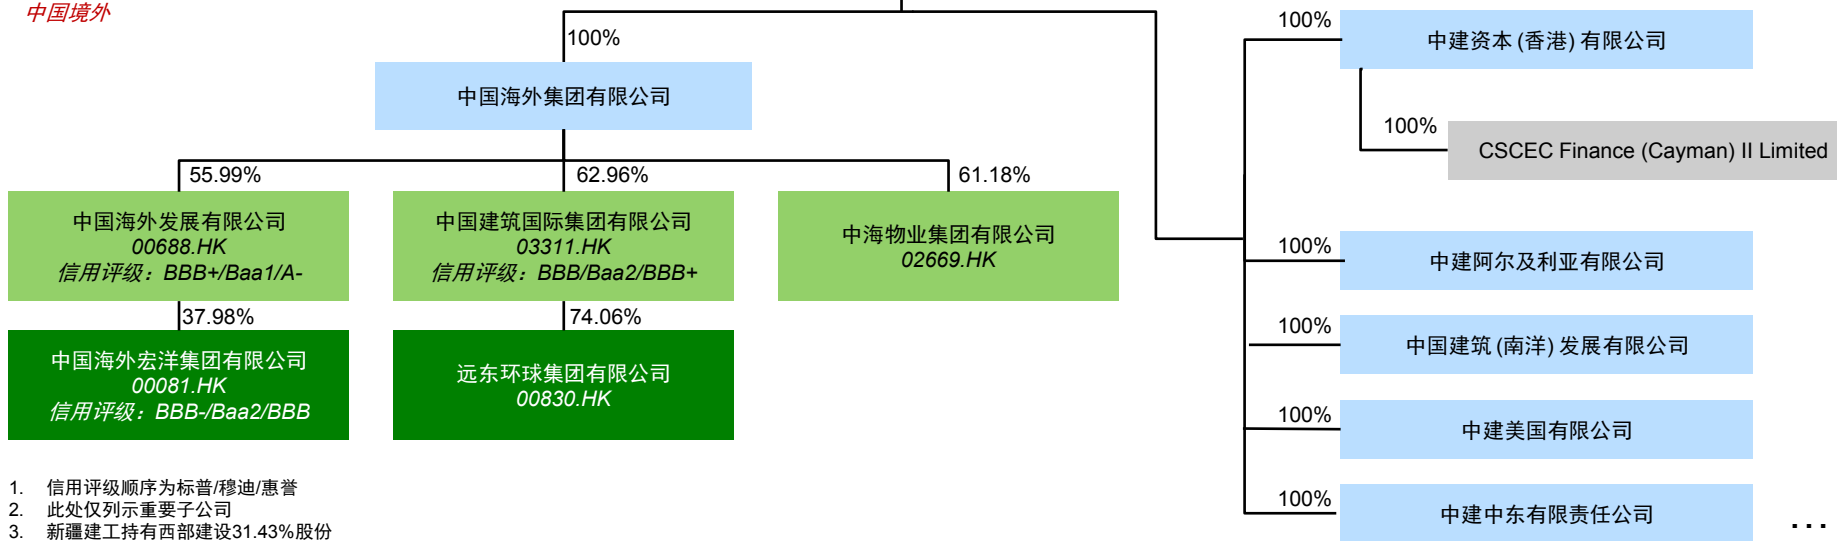 中国境外
100%
中国海外集团有限公司
55.99%
62.96%
61.18%
中国海外发展有限公司
00688.HK
信用评级：BBB+/Baa1/A-
中国建筑国际集团有限公司
03311.HK
信用评级：BBB/Baa2/BBB+
中海物业集团有限公司
02669.HK
37.98%
74.06%
中国海外宏洋集团有限公司
00081.HK
信用评级：BBB-/Baa2/BBB
远东环球集团有限公司
00830.HK
100%
中建资本 (香港) 有限公司
100%
CSCEC Finance (Cayman) II Limited
100%
中建阿尔及利亚有限公司
100%
中国建筑 (南洋) 发展有限公司
100%
中建美国有限公司
100%
中建中东有限责任公司
...
1. 信用评级顺序为标普/穆迪/惠誉
2. 此处仅列示重要子公司
3. 新疆建工持有西部建设31.43%股份